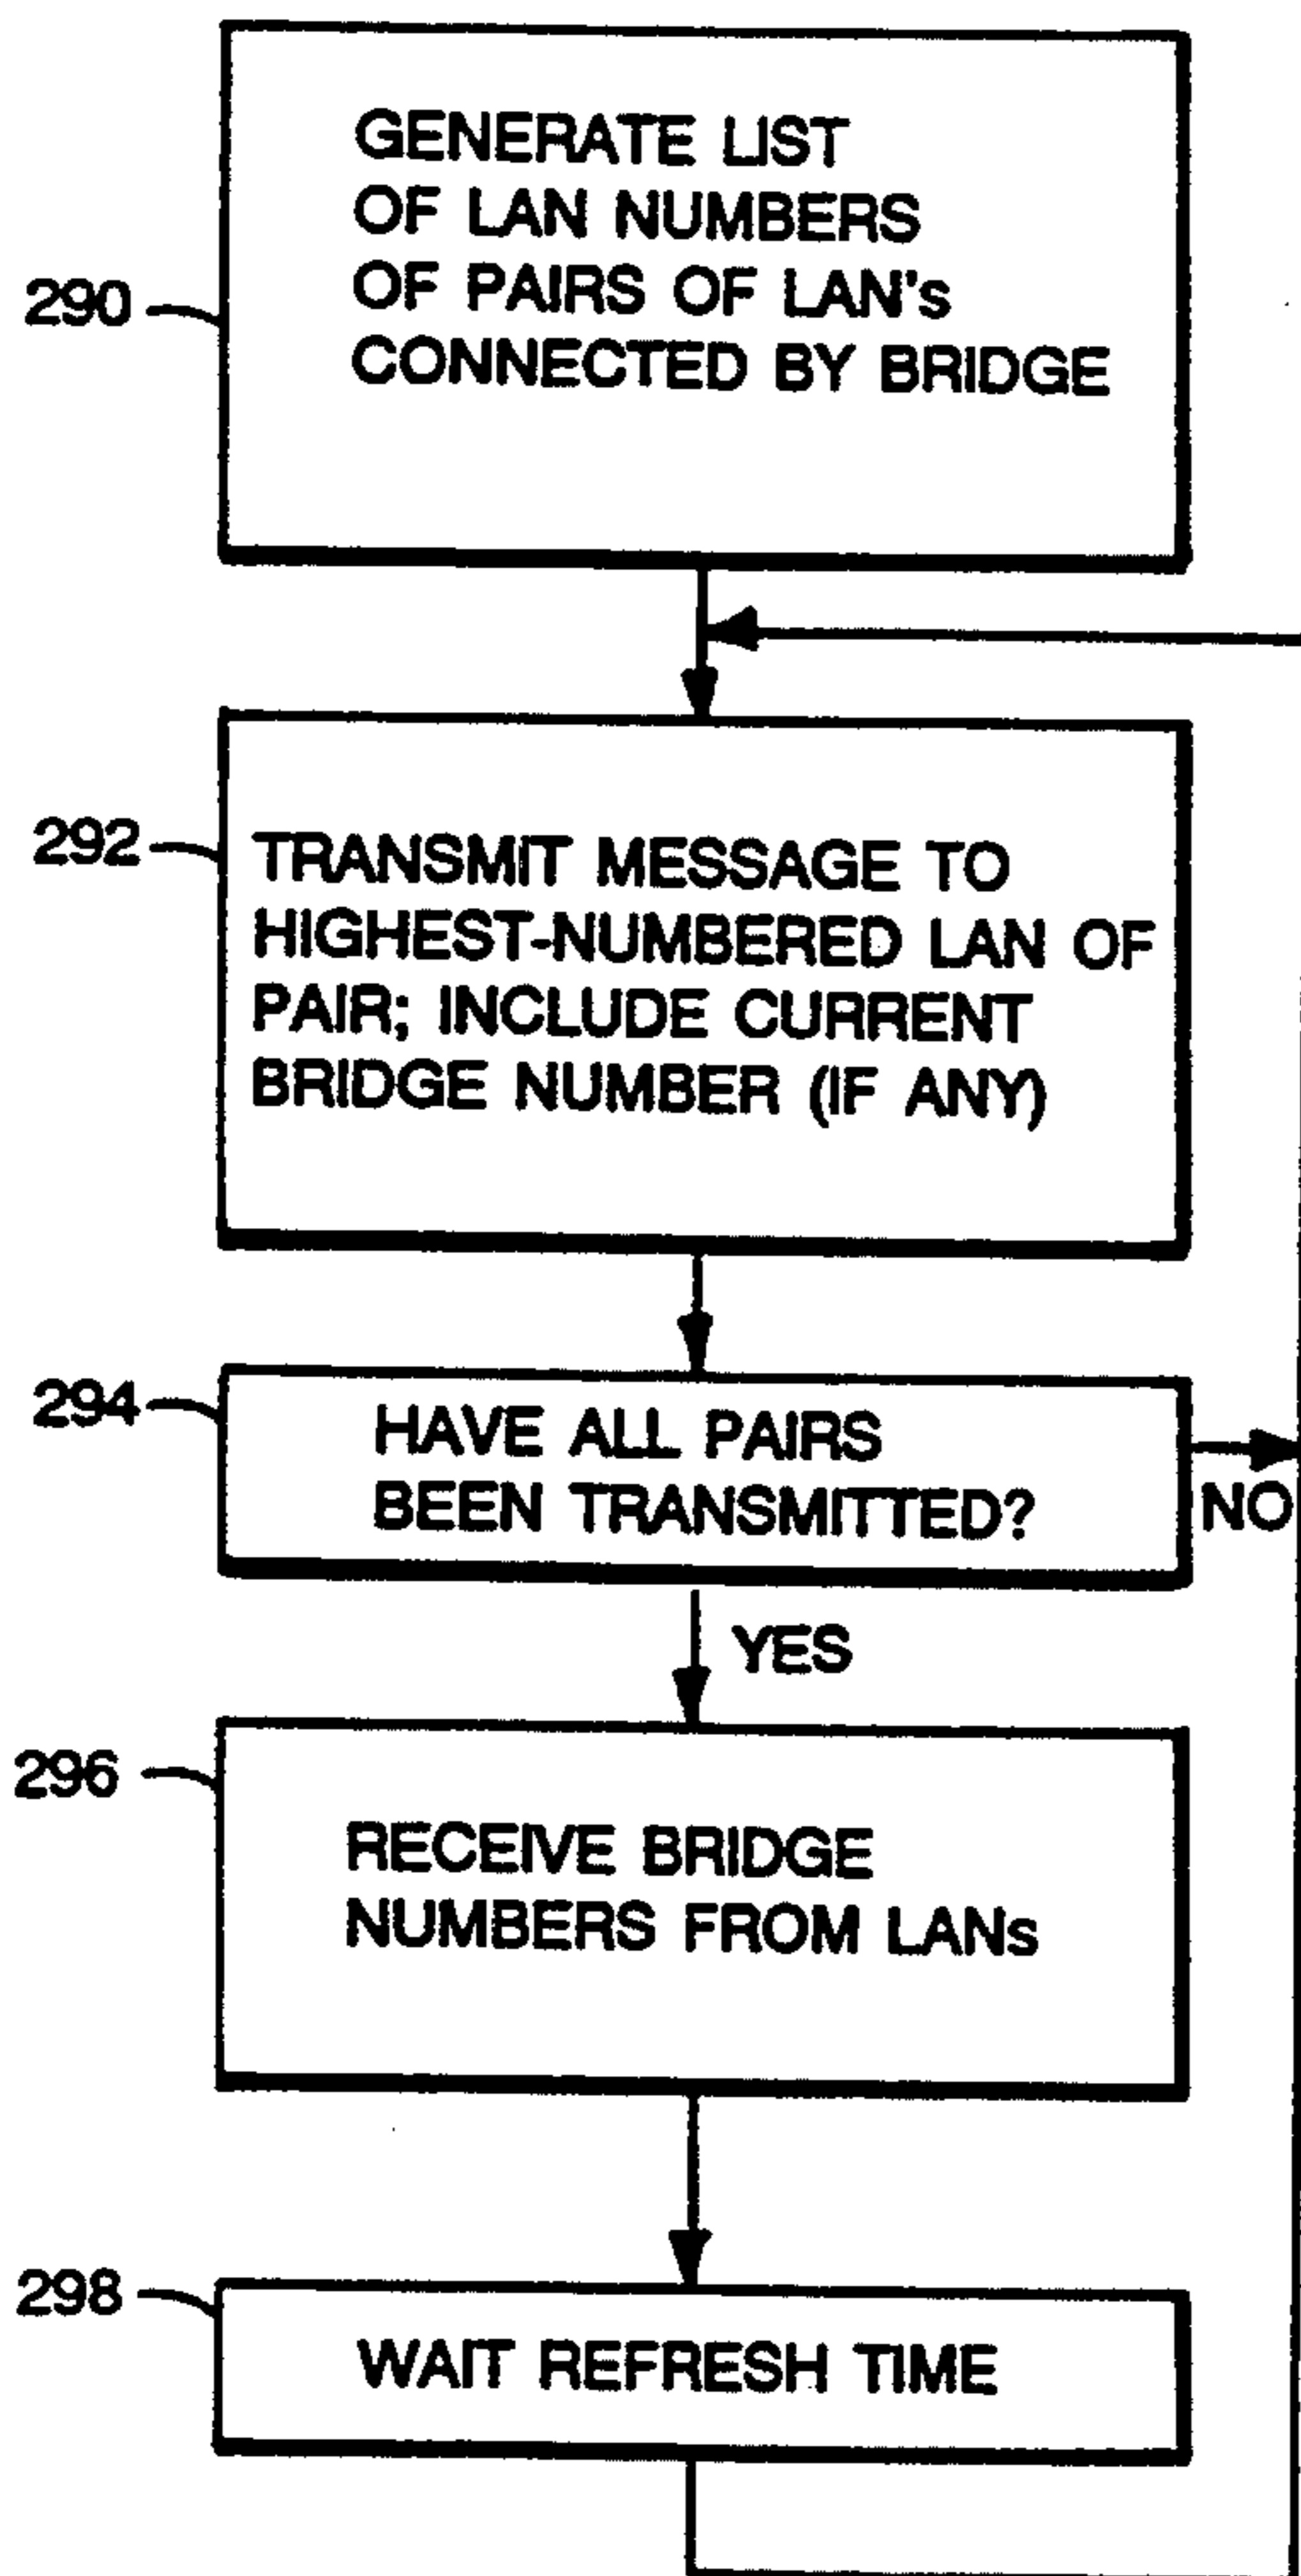 GENERATE LIST
OF LAN NUMBERS
OF PAIRS OF LAN's
CONNECTED BY BRIDGE
290
292
TRANSMIT MESSAGE TO
HIGHEST-NUMBERED LAN OF
PAIR; INCLUDE CURRENT
BRIDGE NUMBER (IF ANY)
294
HAVE ALL PAIRS
BEEN TRANSMITTED?
NO
YES
296
RECEIVE BRIDGE
NUMBERS FROM LANs
298
WAIT REFRESH TIME